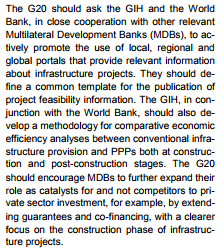 The G20 should ask the GIH and the World
Bank, in close cooperation with other relevant
Multilateral Development Banks (MDBs), to ac-
tively promote the use of local, regional and
global portals that provide relevant information
about infrastructure projects. They should de-
fine a common template for the publication of
project feasibility information. The GIH, in con-
junction with the World Bank, should also de-
velop a methodology for comparative economic
efficiency analyses between conventional infra-
structure provision and PPPs both at construc-
tion and post-construction stages. The G20
should encourage MDBs to further expand their
role as catalysts for and not competitors to pri-
vate sector investment, for example, by extend-
ing guarantees and co-financing, with a clearer
focus on the construction phase of infrastruc-
ture projects.